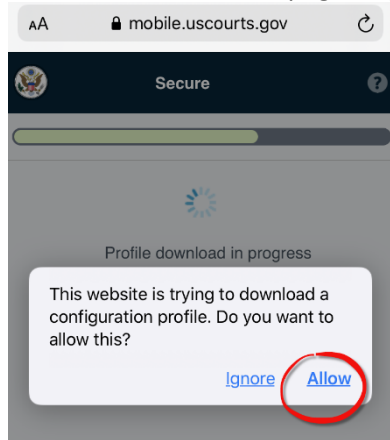 AA mobile.uscourts.gov
Secure ?
Profile download in progress
This website is trying to download a
configuration profile. Do you want to
allow this?
Ignore Allow